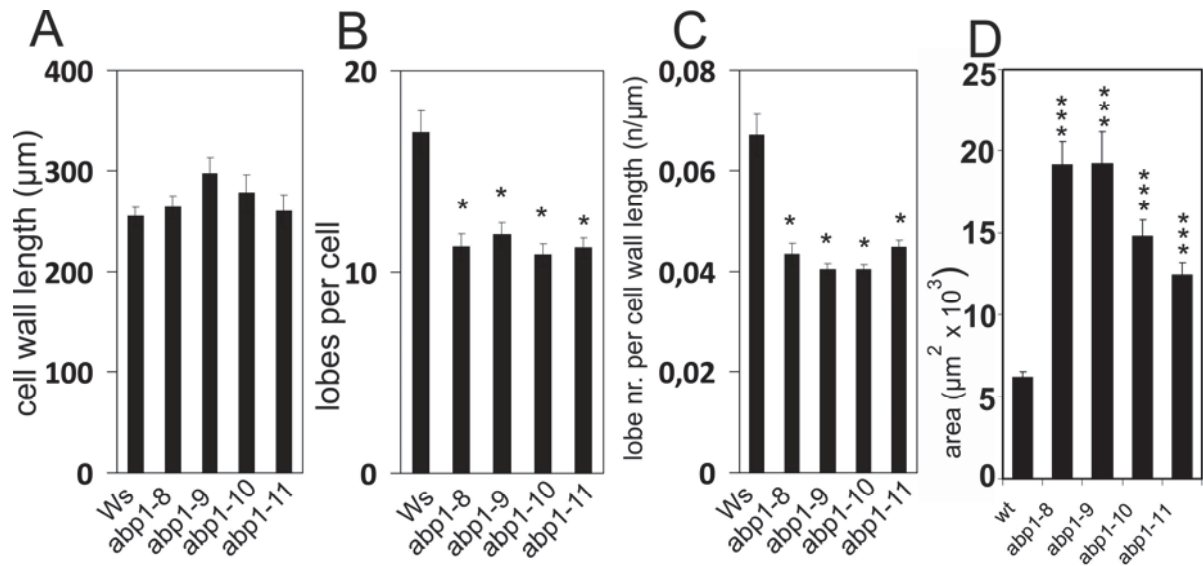 A
cell wall length (µm)
400
300
200
100
0
Ws
abp1-8
abp1-9
abp1-10
abp1-11
B
lobes per cell
20
10
0
*
*
*
*
Ws
abp1-8
abp1-9
abp1-10
abp1-11
C
lobe nr. per cell wall length (n/µm)
0,08
0,06
0,04
0,02
0
*
*
*
*
Ws
abp1-8
abp1-9
abp1-10
abp1-11
D
area (µm² x 10³)
25
20
15
10
5
0
***
***
***
***
wt
abp1-8
abp1-9
abp1-10
abp1-11